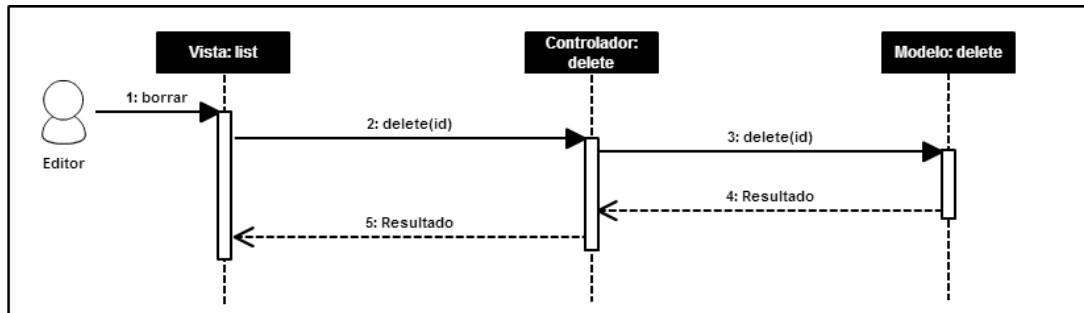 Vista: list
Controlador:
delete
Modelo: delete
1: borrar
2: delete(id)
3: delete(id)
Editor
4: Resultado
5: Resultado